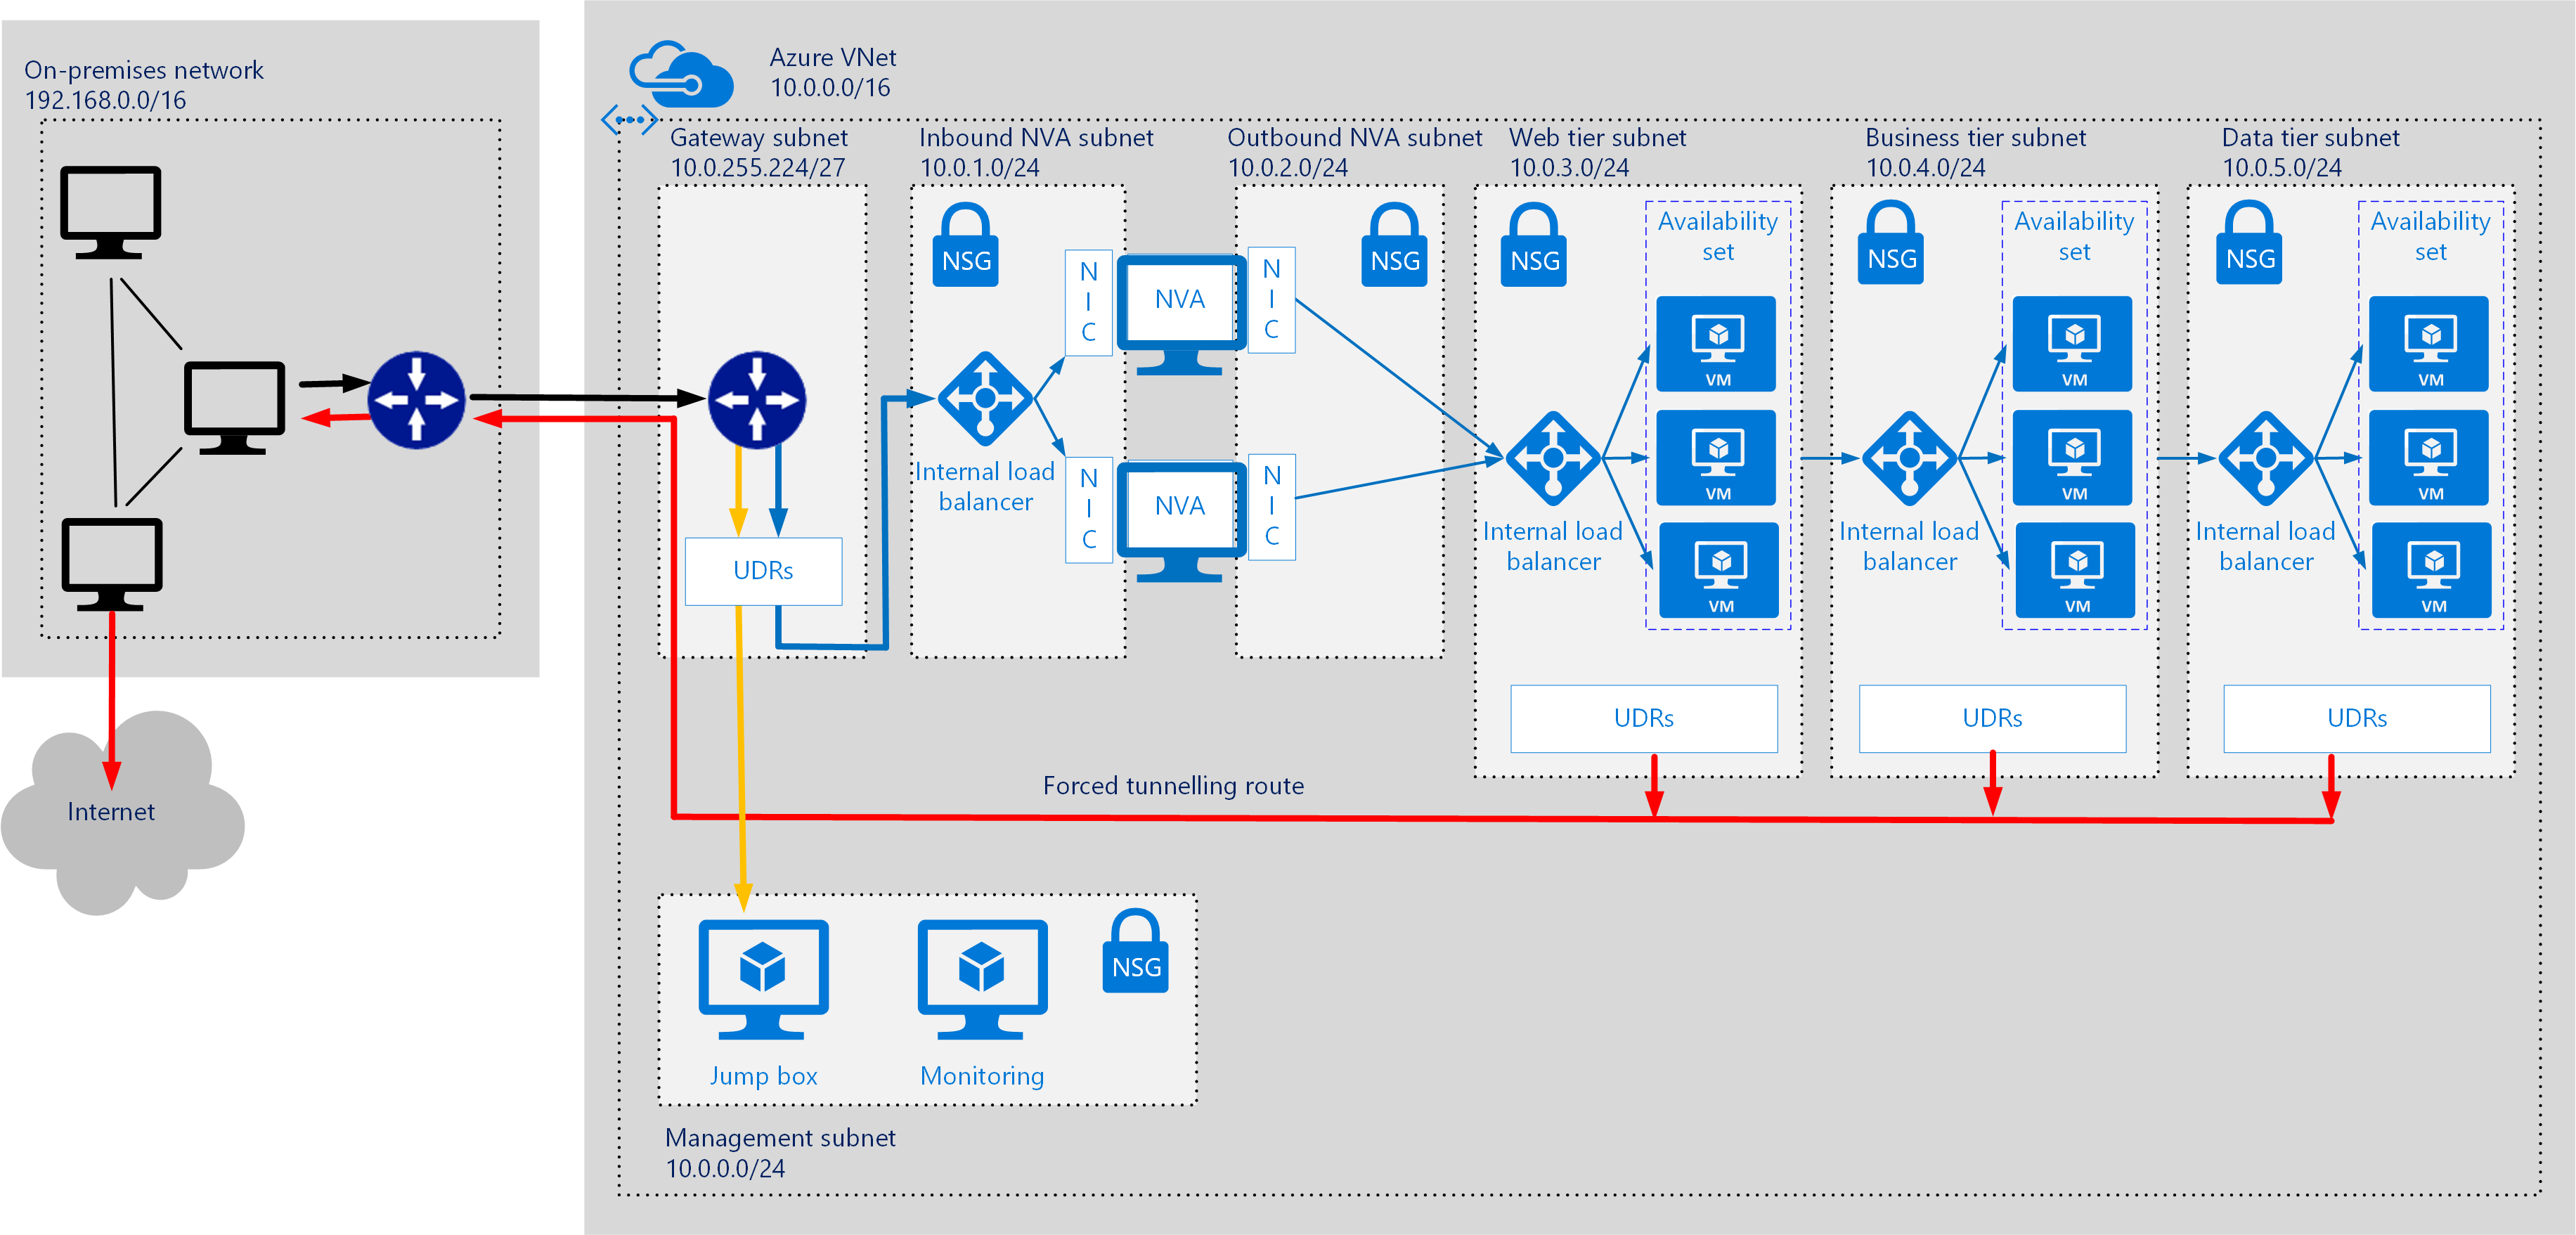 On-premises network
192.168.0.0/16
Internet
Azure VNet
10.0.0.0/16
Gateway subnet
10.0.255.224/27
UDRs
Inbound NVA subnet
10.0.1.0/24
NSG
Internal load
balancer
NIC
NVA
NIC
NIC
NVA
NIC
Outbound NVA subnet
10.0.2.0/24
NSG
Web tier subnet
10.0.3.0/24
NSG
Availability
set
VM
VM
VM
Internal load
balancer
UDRs
Business tier subnet
10.0.4.0/24
NSG
Availability
set
VM
VM
VM
Internal load
balancer
UDRs
Data tier subnet
10.0.5.0/24
NSG
Availability
set
VM
VM
VM
Internal load
balancer
UDRs
Forced tunnelling route
NSG
Jump box
Monitoring
Management subnet
10.0.0.0/24